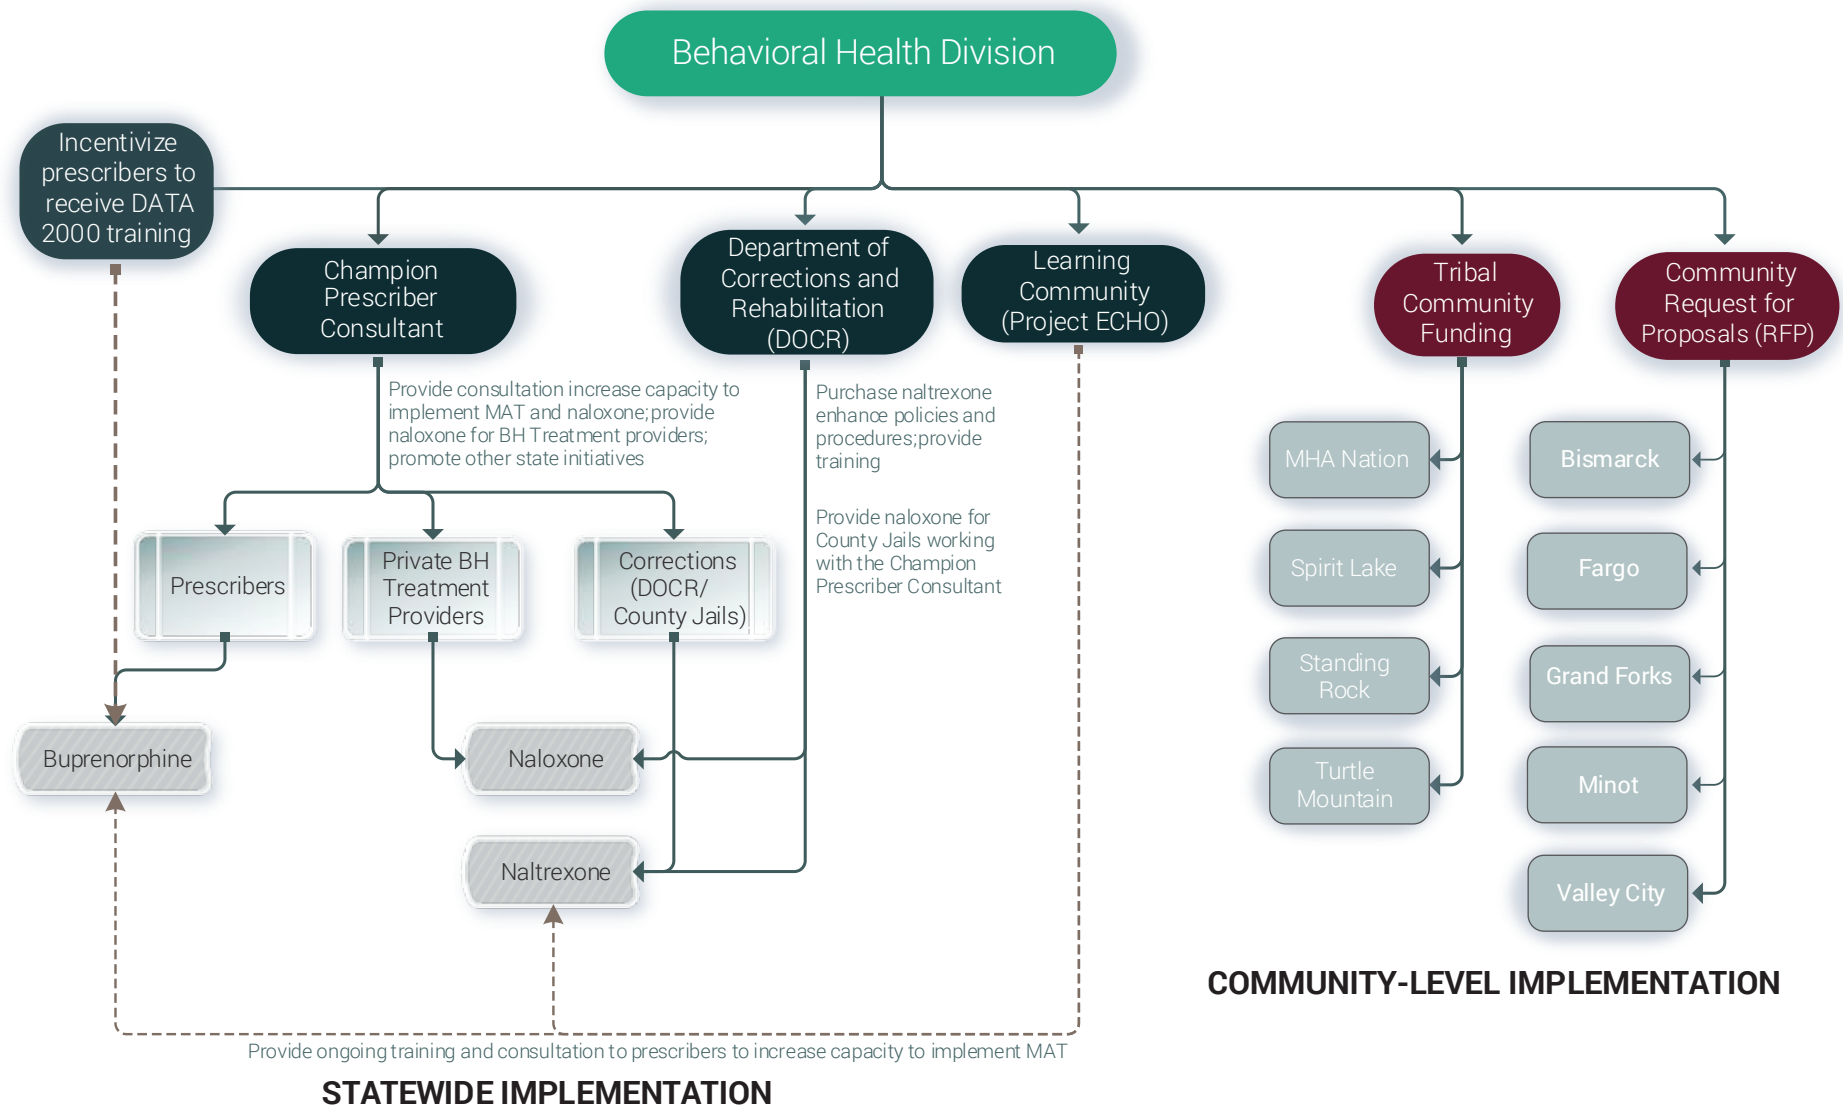 Behavioral Health Division
Incentivize
prescribers to
receive DATA
2000 training
Champion
Prescriber
Consultant
Department of
Corrections and
Rehabilitation
(DOCR)
Learning
Community
(Project ECHO)
Tribal
Community
Funding
Community
Request for
Proposals (RFP)
Provide consultation increase capacity to
implement MAT and naloxone; provide
naloxone for BH Treatment providers;
promote other state initiatives
Purchase naltrexone
enhance policies and
procedures; provide
training
Provide naloxone for
County Jails working
with the Champion
Prescriber Consultant
Prescribers
Private BH
Treatment
Providers
Corrections
(DOCR/
County Jails)
Buprenorphine
Naloxone
Naltrexone
MHA Nation
Spirit Lake
Standing
Rock
Turtle
Mountain
Bismarck
Fargo
Grand Forks
Minot
Valley City
COMMUNITY-LEVEL IMPLEMENTATION
Provide ongoing training and consultation to prescribers to increase capacity to implement MAT
STATEWIDE IMPLEMENTATION